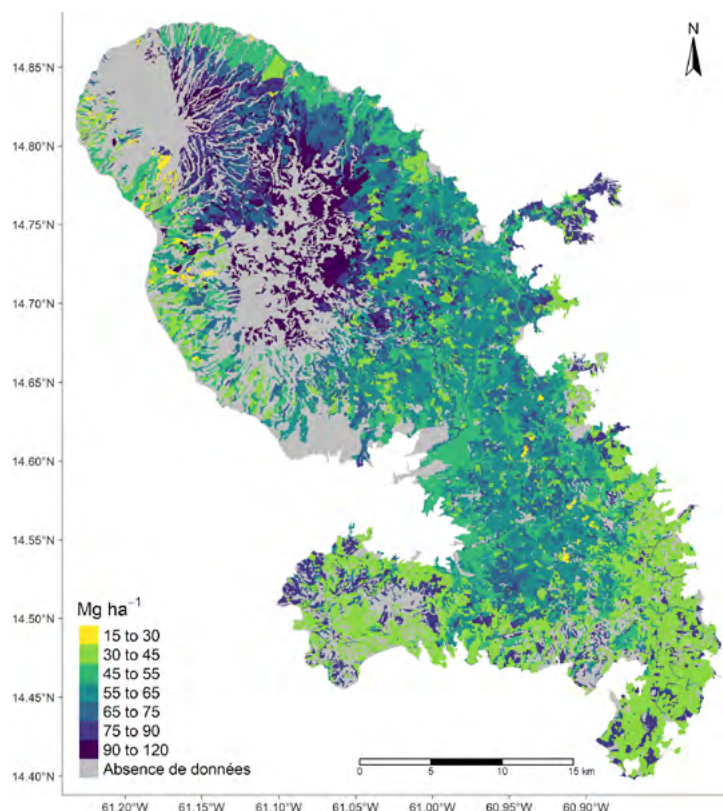 N
14.85°N
14.80°N
14.75°N
14.70°N
14.65°N
14.60°N
14.55°N
14.50°N
14.45°N
14.40°N
Mg ha⁻¹
15 to 30
30 to 45
45 to 55
55 to 65
65 to 75
75 to 90
90 to 120
Absence de données
0 5 10 15 km
61.20°W 61.15°W 61.10°W 61.05°W 61.00°W 60.95°W 60.90°W